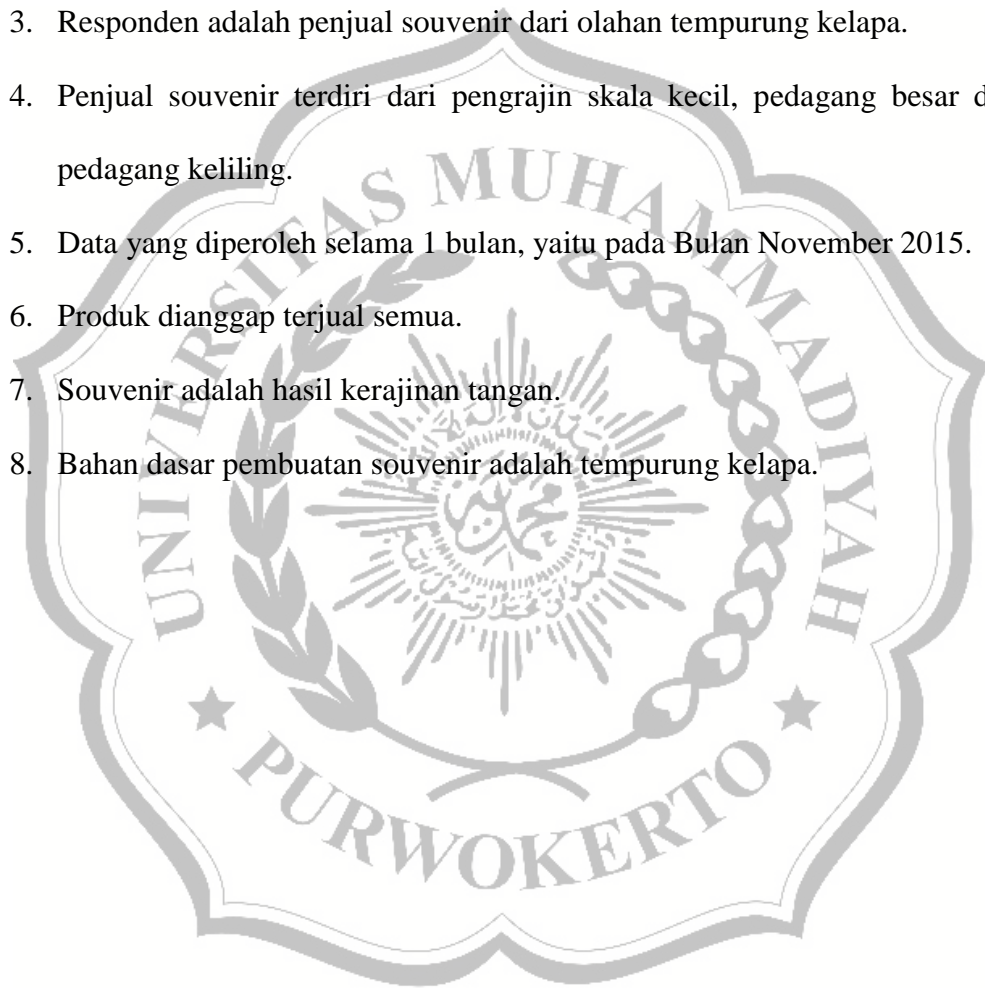 3. Responden adalah penjual souvenir dari olahan tempurung kelapa.
4. Penjual souvenir terdiri dari pengrajin skala kecil, pedagang besar d
pedagang keliling.
5. Data yang diperoleh selama 1 bulan, yaitu pada Bulan November 2015.
6. Produk dianggap terjual semua.
7. Souvenir adalah hasil kerajinan tangan.
8. Bahan dasar pembuatan souvenir adalah tempurung kelapa.
UNIVERSITAS MUHAMMADIYAH
PURWOKERTO